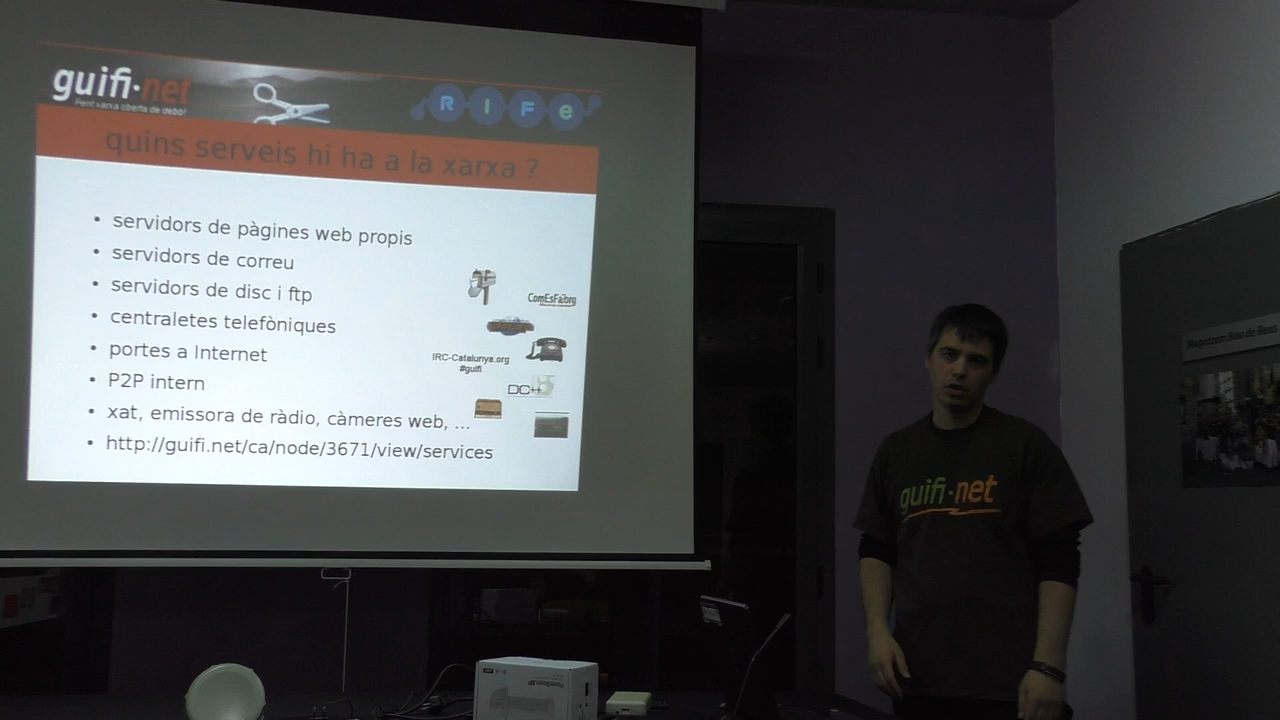 guifi·net
Fent xarxa oberta de debò!
R I F e
quins serveis hi ha a la xarxa ?
• servidors de pàgines web propis
• servidors de correu
• servidors de disc i ftp
• centraletes telefòniques
• portes a Internet
• P2P intern
• xat, emissora de ràdio, càmeres web, ...
• http://guifi.net/ca/node/3671/view/services
IRC-Catalunya.org
#guifi
DC++
guifi·net